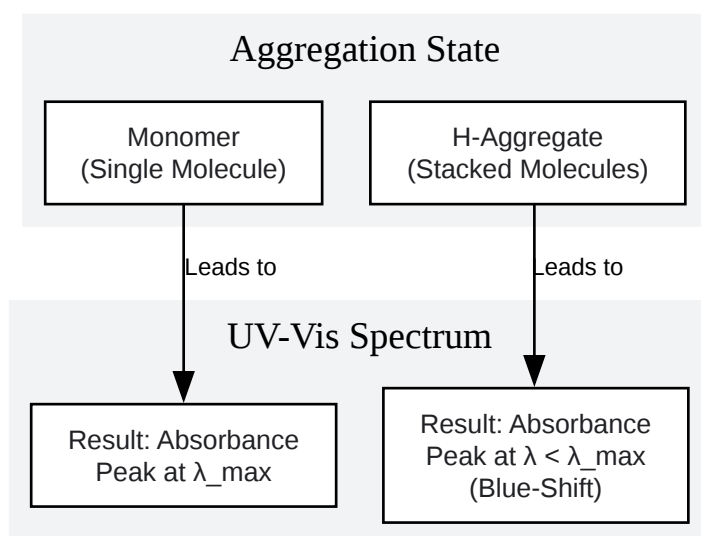 Aggregation State
Monomer
(Single Molecule)
H-Aggregate
(Stacked Molecules)
Leads to
Leads to
UV-Vis Spectrum
Result: Absorbance
Peak at λ_max
Result: Absorbance
Peak at λ < λ_max
(Blue-Shift)